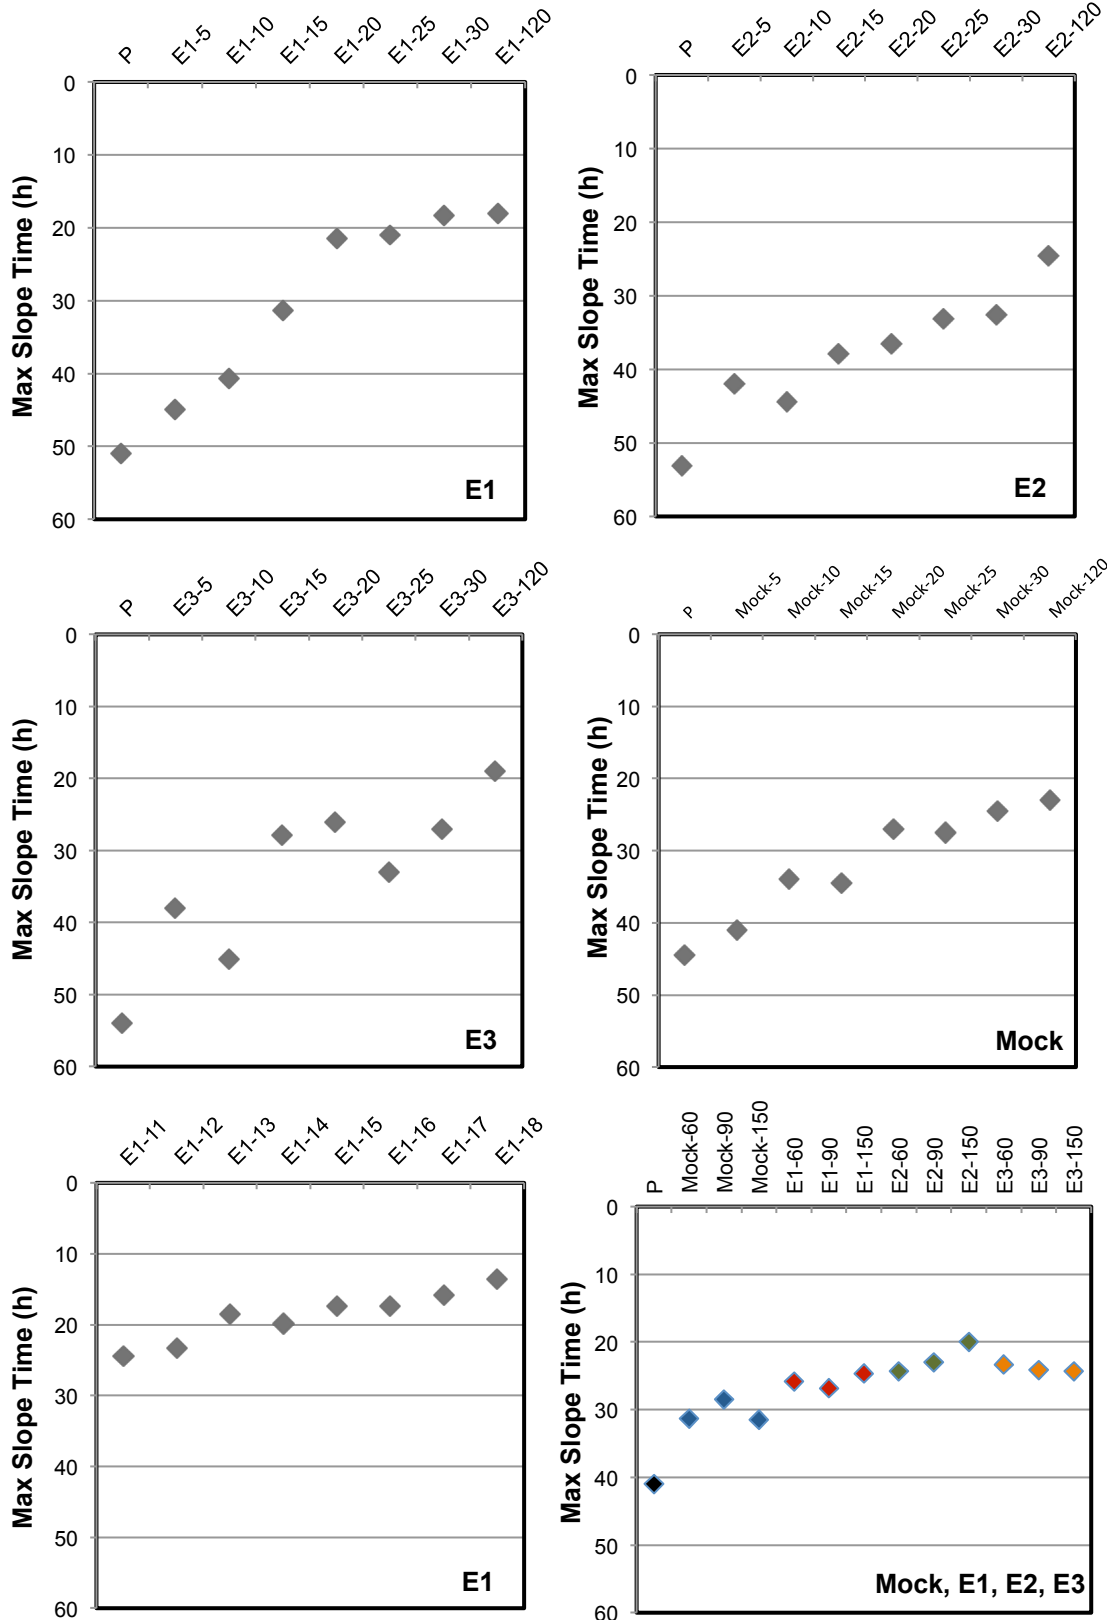 P E1-5 E1-10 E1-15 E1-20 E1-25 E1-30 E1-120
Max Slope Time (h)
0
10
20
30
40
50
60
E1
P E2-5 E2-10 E2-15 E2-20 E2-25 E2-30 E2-120
Max Slope Time (h)
0
10
20
30
40
50
60
E2
P E3-5 E3-10 E3-15 E3-20 E3-25 E3-30 E3-120
Max Slope Time (h)
0
10
20
30
40
50
60
E3
P Mock-5 Mock-10 Mock-15 Mock-20 Mock-25 Mock-30 Mock-120
Max Slope Time (h)
0
10
20
30
40
50
60
Mock
E1-11 E1-12 E1-13 E1-14 E1-15 E1-16 E1-17 E1-18
Max Slope Time (h)
0
10
20
30
40
50
60
E1
P Mock-60 Mock-90 Mock-150 E1-60 E1-90 E1-150 E2-60 E2-90 E2-150 E3-60 E3-90 E3-150
Max Slope Time (h)
0
10
20
30
40
50
60
Mock, E1, E2, E3